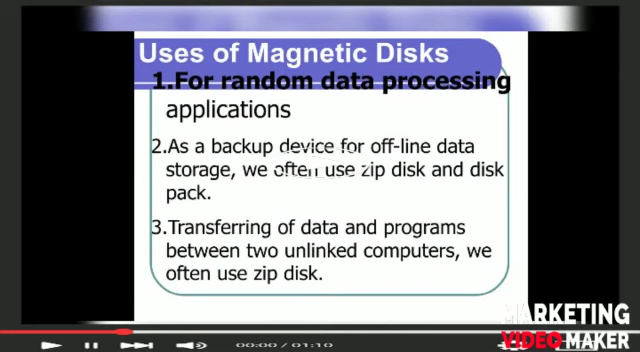 Uses of Magnetic Disks
1.For random data processing
applications
2.As a backup device for off-line data
storage, we often use zip disk and disk
pack.
3.Transferring of data and programs
between two unlinked computers, we
often use zip disk.
MARKETING
VIDEO MAKER
00:00 / 01:10